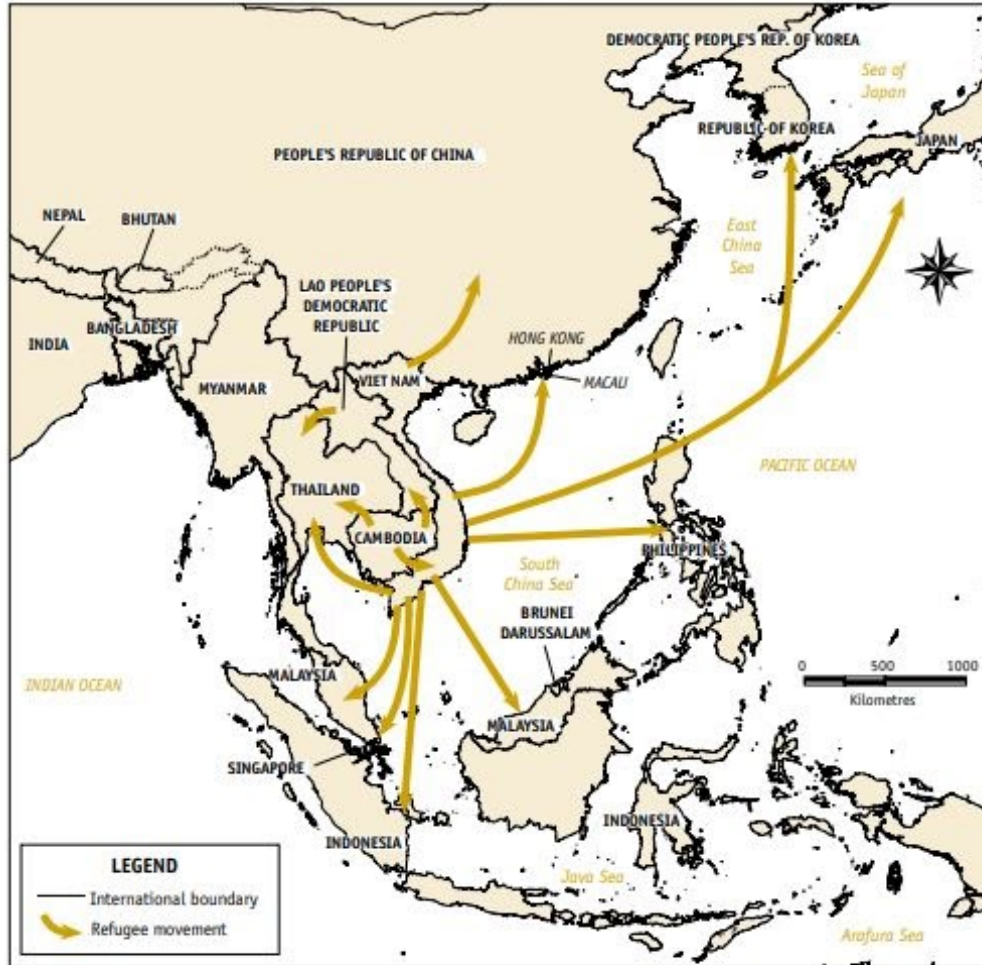 DEMOCRATIC PEOPLE'S REP. OF KOREA
Sea of
Japan
REPUBLIC OF KOREA
JAPAN
PEOPLE'S REPUBLIC OF CHINA
NEPAL
BHUTAN
East
China
Sea
LAO PEOPLE'S
DEMOCRATIC
REPUBLIC
BANGLADESH
INDIA
HONG KONG
MACAU
MYANMAR
VIET NAM
PACIFIC OCEAN
THAILAND
CAMBODIA
PHILIPPINES
South
China Sea
BRUNEI
DARUSSALAM
INDIAN OCEAN
MALAYSIA
0 500 1000
Kilometres
MALAYSIA
SINGAPORE
INDONESIA
INDONESIA
LEGEND
International boundary
Refugee movement
Java Sea
Arafura Sea